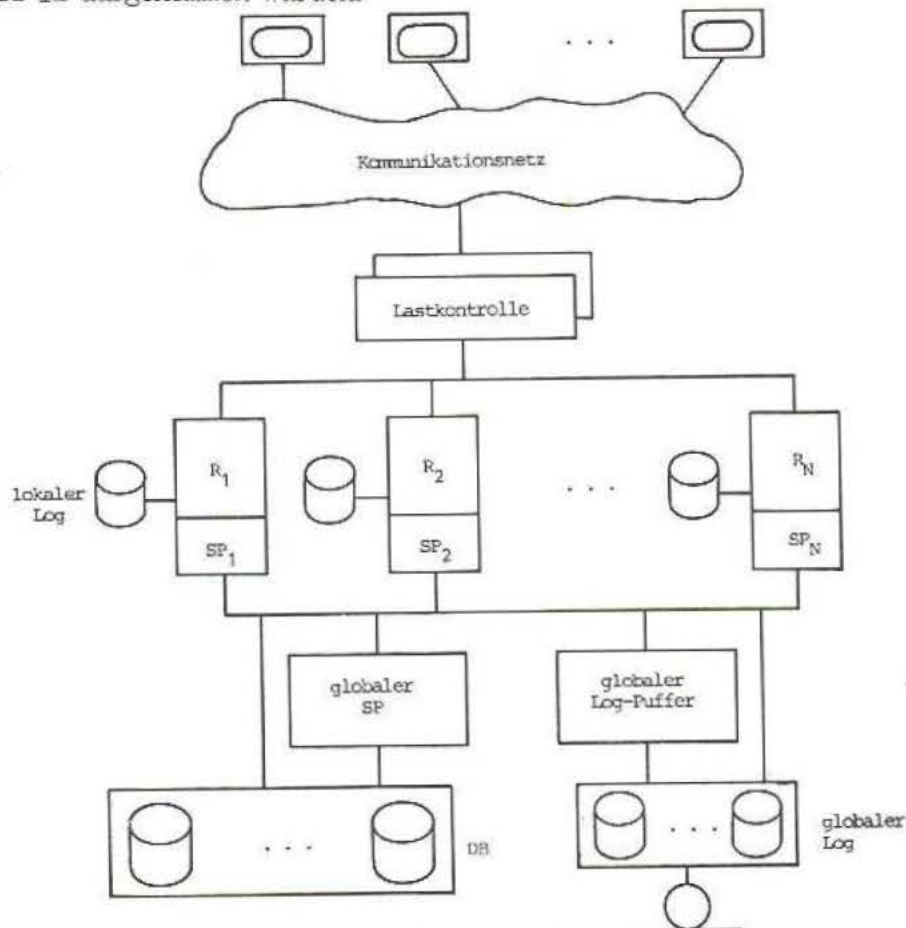 Kommunikationsnetz
Lastkontrolle
lokaler
Log
R1
SP1
R2
SP2
. . .
RN
SPN
globaler
SP
globaler
Log-Puffer
. . .
DB
. . .
globaler
Log